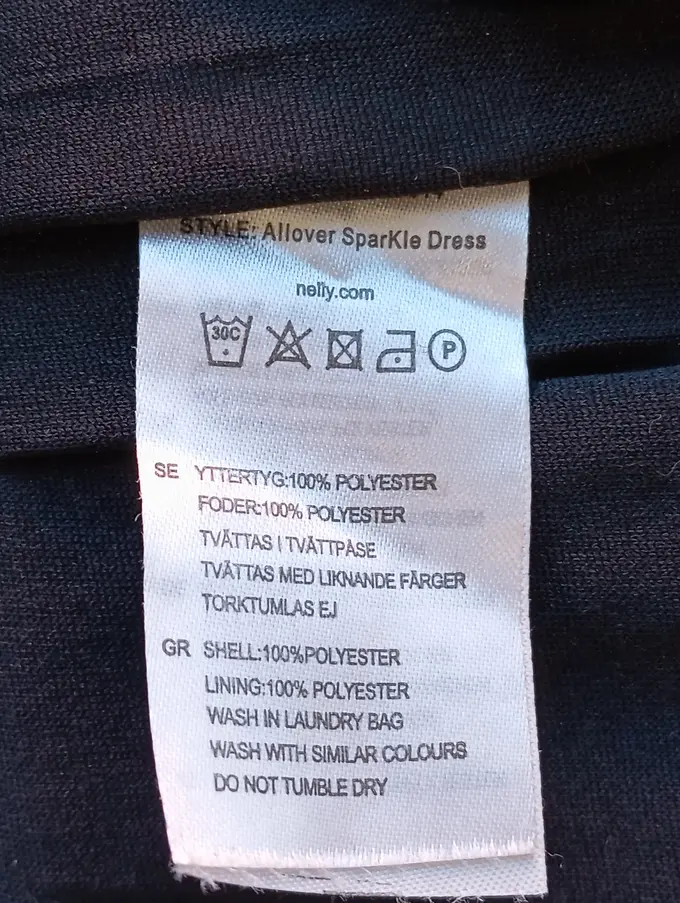 STYLE: Allover SparKle Dress
nelly.com
30C
P
SE YTTERTYG:100% POLYESTER
FODER:100% POLYESTER
TVÄTTAS I TVÄTTPÅSE
TVÄTTAS MED LIKNANDE FÄRGER
TORKTUMLAS EJ
GR SHELL:100%POLYESTER
LINING:100% POLYESTER
WASH IN LAUNDRY BAG
WASH WITH SIMILAR COLOURS
DO NOT TUMBLE DRY